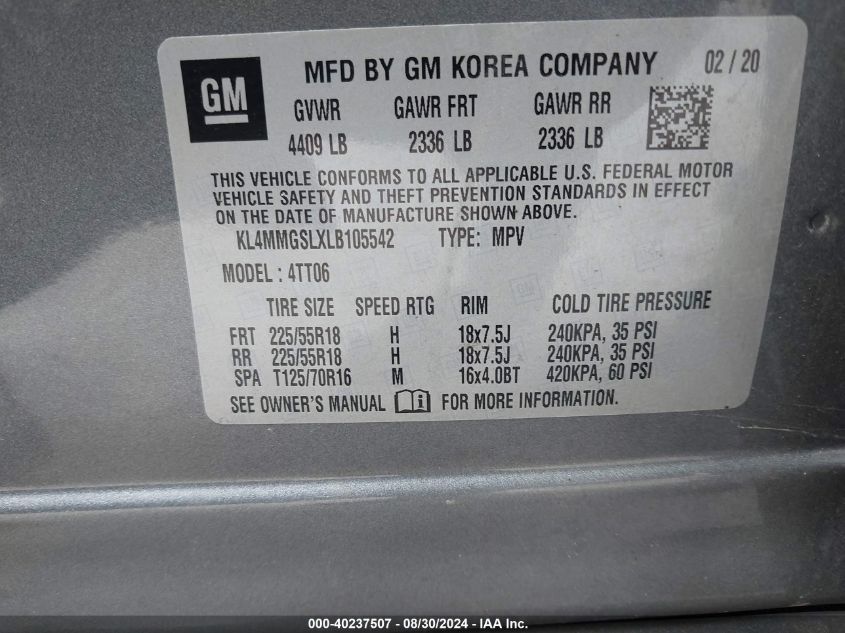 GM
MFD BY GM KOREA COMPANY 02 / 20
GVWR GAWR FRT GAWR RR
4409 LB 2336 LB 2336 LB
THIS VEHICLE CONFORMS TO ALL APPLICABLE U.S. FEDERAL MOTOR
VEHICLE SAFETY AND THEFT PREVENTION STANDARDS IN EFFECT
ON THE DATE OF MANUFACTURE SHOWN ABOVE.
KL4MMGSLXLB105542 TYPE: MPV
MODEL : 4TT06
TIRE SIZE SPEED RTG RIM COLD TIRE PRESSURE
FRT 225/55R18 H 18x7.5J 240KPA, 35 PSI
RR 225/55R18 H 18x7.5J 240KPA, 35 PSI
SPA T125/70R16 M 16x4.0BT 420KPA, 60 PSI
SEE OWNER'S MANUAL i FOR MORE INFORMATION.
000-40237507 - 08/30/2024 - IAA Inc.